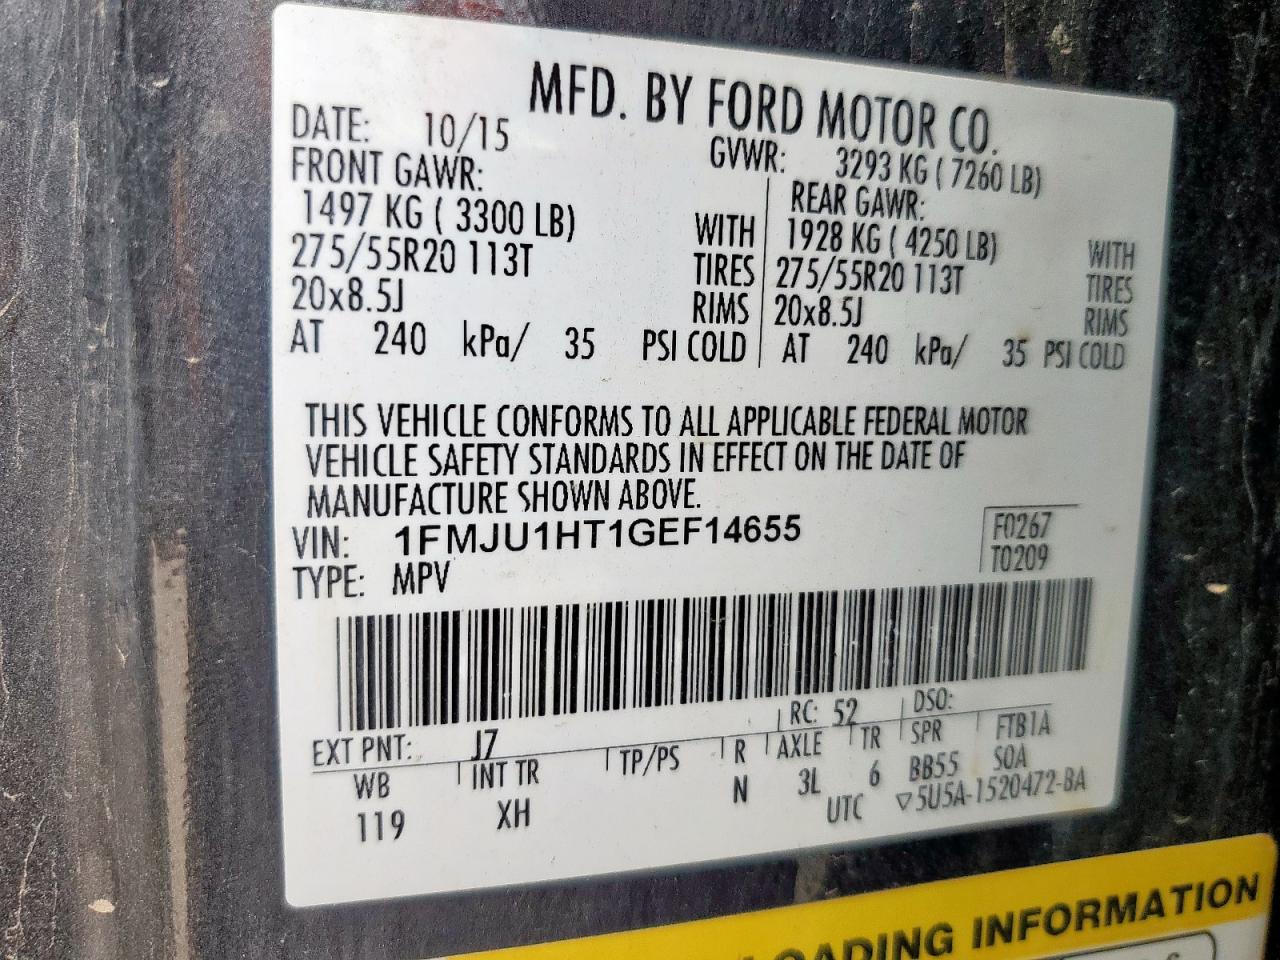 MFD. BY FORD MOTOR CO.
DATE: 10/15 GVWR: 3293 KG ( 7260 LB)
FRONT GAWR: REAR GAWR:
1497 KG ( 3300 LB) WITH 1928 KG ( 4250 LB) WITH
275/55R20 113T TIRES 275/55R20 113T TIRES
20x8.5J RIMS 20x8.5J RIMS
AT 240 kPa/ 35 PSI COLD AT 240 kPa/ 35 PSI COLD
THIS VEHICLE CONFORMS TO ALL APPLICABLE FEDERAL MOTOR
VEHICLE SAFETY STANDARDS IN EFFECT ON THE DATE OF
MANUFACTURE SHOWN ABOVE.
VIN: 1FMJU1HT1GEF14655 F0267
TYPE: MPV T0209
EXT PNT: J7 RC: 52 DSO:
WB INT TR TP/PS R AXLE TR SPR FTB1A
119 XH N 3L 6 BB55 SOA
UTC ▽5U5A-1520472-BA
LOADING INFORMATION